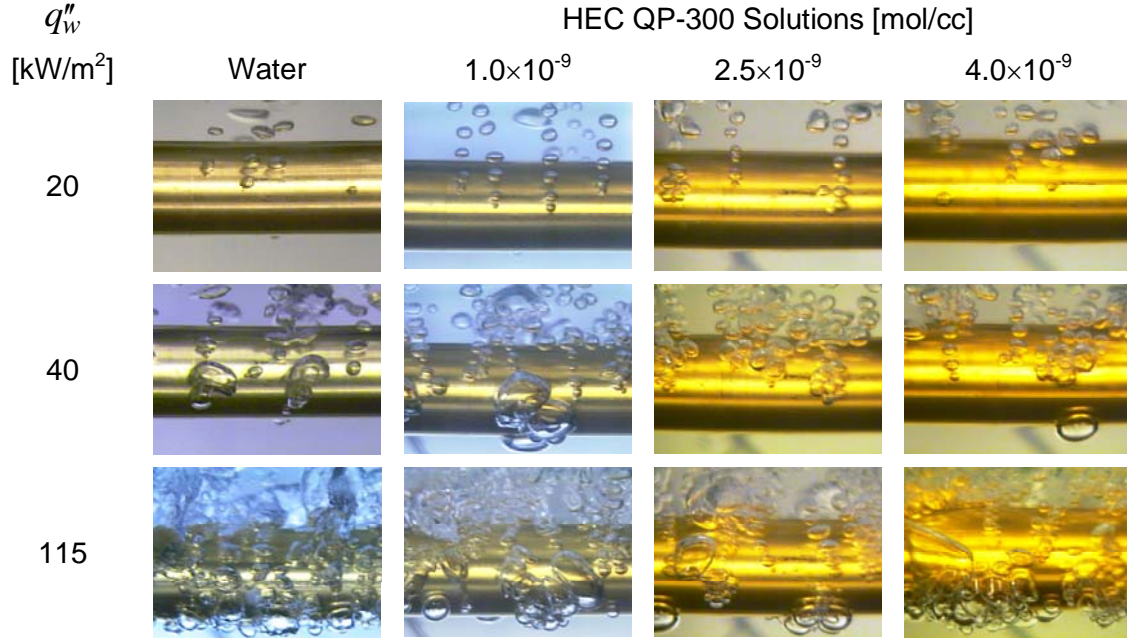 q″w HEC QP-300 Solutions [mol/cc]
[kW/m²] Water 1.0×10⁻⁹ 2.5×10⁻⁹ 4.0×10⁻⁹
20
40
115